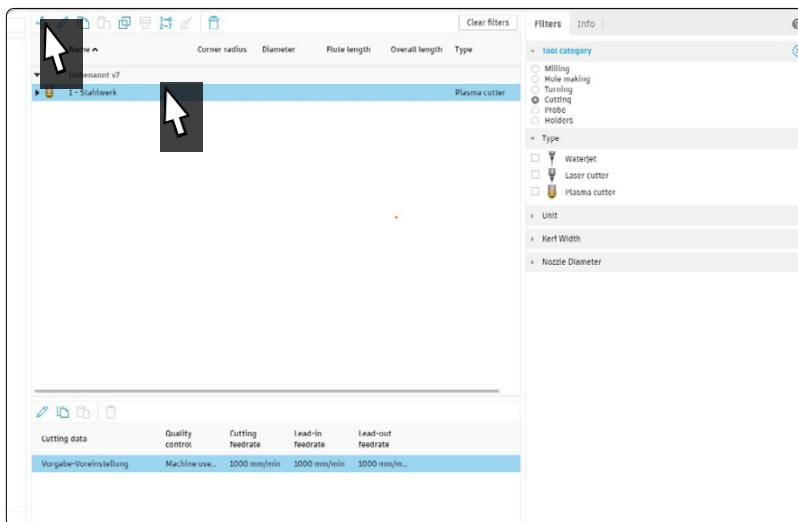 Clear filters
Filters Info
Name Corner radius Diameter Flute length Overall length Type
Tool category
Unbenannt v7
1 - Stahlwerk Plasma cutter
Milling
Hole making
Turning
Cutting
Probe
Holders
Type
Waterjet
Laser cutter
Plasma cutter
Unit
Kerf Width
Nozzle Diameter
Cutting data Quality control Cutting feedrate Lead-in feedrate Lead-out feedrate
Vorgabe-Voreinstellung Machine use... 1000 mm/min 1000 mm/min 1000 mm/m...